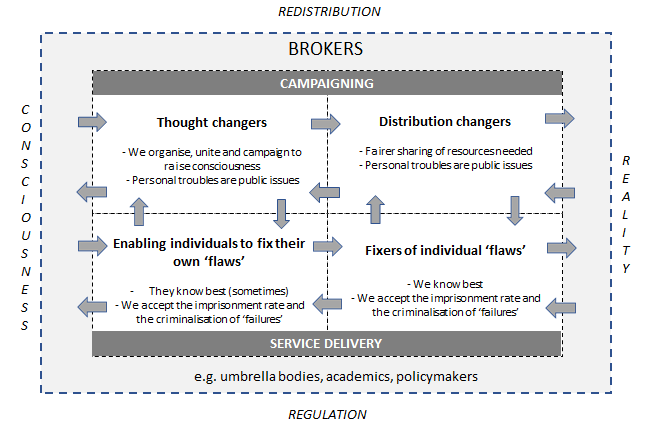 REDISTRIBUTION
BROKERS
CAMPAIGNING
CONSCIOUSNESS
Thought changers
- We organise, unite and campaign to
raise consciousness
- Personal troubles are public issues
Distribution changers
- Fairer sharing of resources needed
- Personal troubles are public issues
REALITY
Enabling individuals to fix their
own ‘flaws’
- They know best (sometimes)
- We accept the imprisonment rate and
the criminalisation of ‘failures’
Fixers of individual ‘flaws’
- We know best
- We accept the imprisonment rate and
the criminalisation of ‘failures’
SERVICE DELIVERY
e.g. umbrella bodies, academics, policymakers
REGULATION